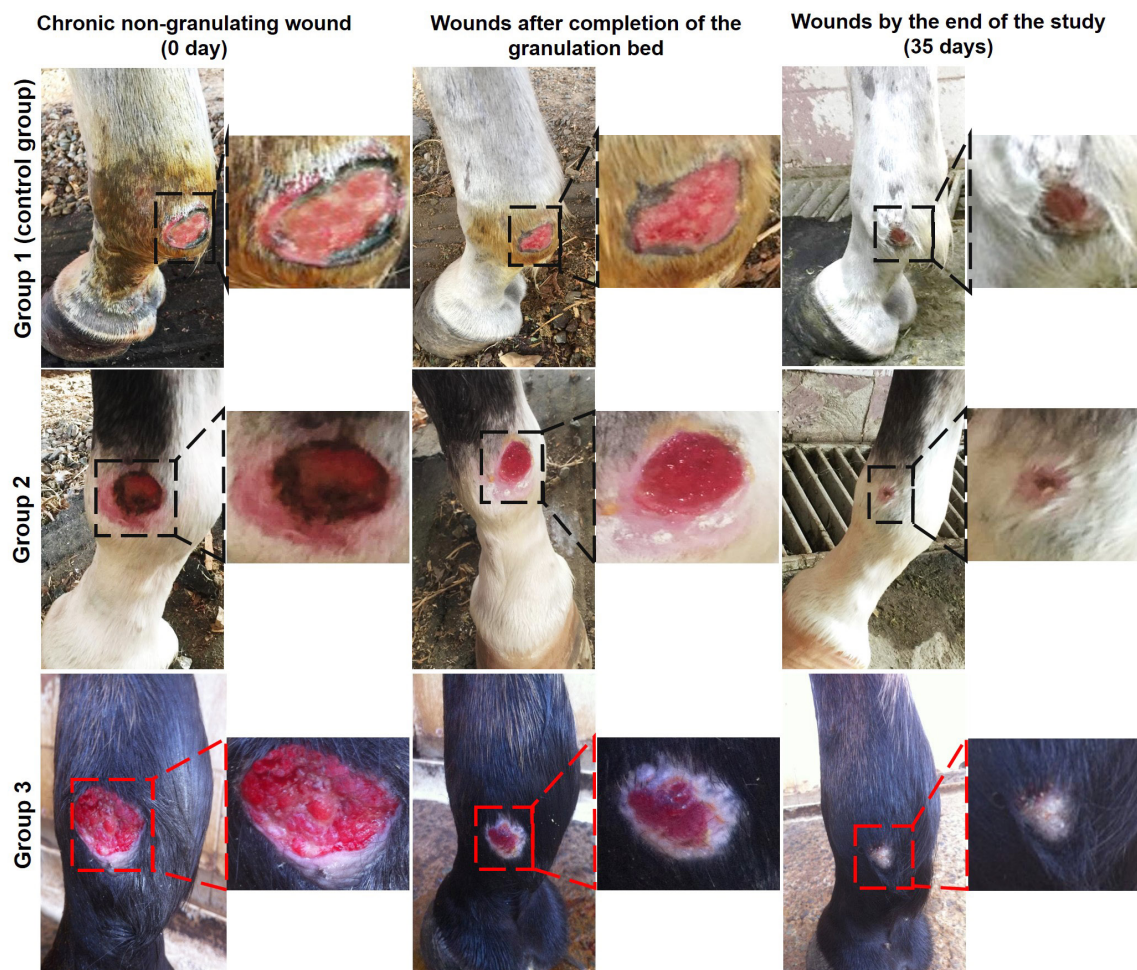 Chronic non-granulating wound
(0 day)
Wounds after completion of the
granulation bed
Wounds by the end of the study
(35 days)
Group 1 (control group)
Group 2
Group 3